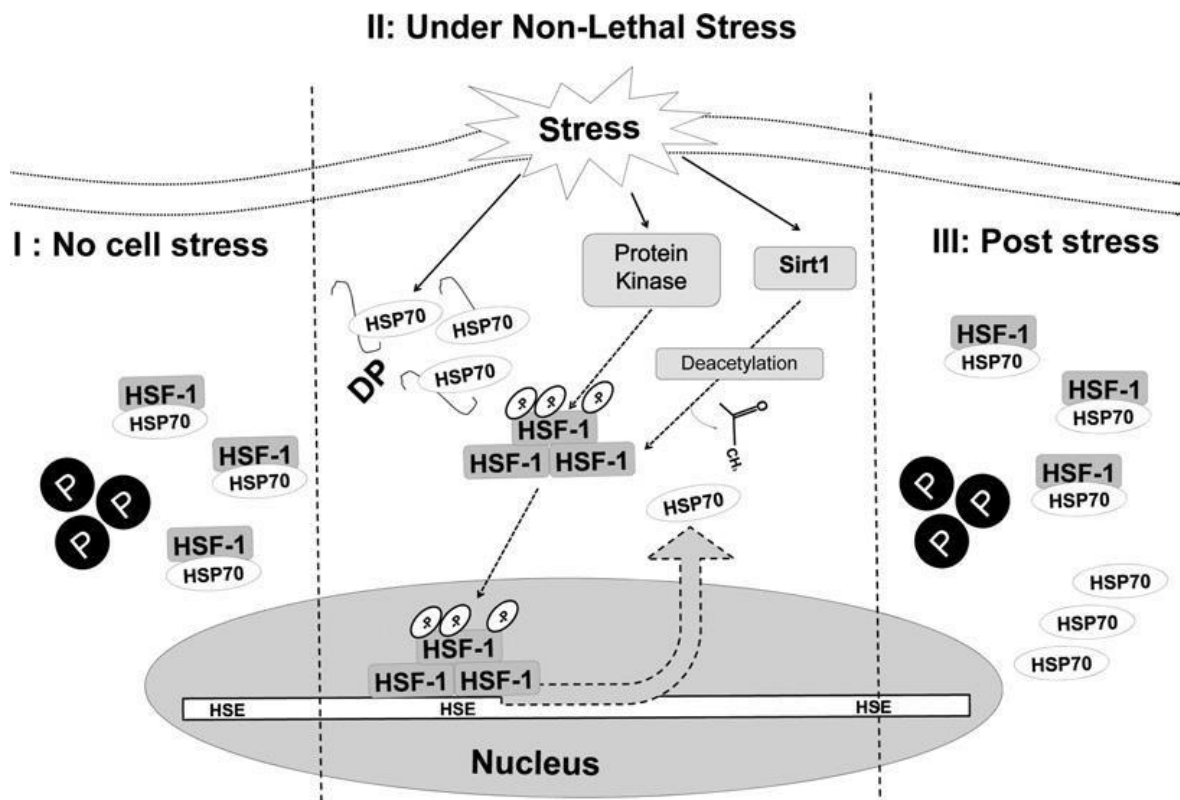 II: Under Non-Lethal Stress
Stress
I : No cell stress
III: Post stress
Protein
Kinase
Sirt1
Deacetylation
HSP70
HSP70
HSP70
DP
HSF-1
HSF-1 HSF-1
CH₃
HSP70
HSF-1
HSP70
HSF-1
HSP70
HSF-1
HSP70
P
P
P
HSF-1
HSP70
HSF-1
HSP70
HSF-1
HSP70
P
P
P
HSP70
HSP70
HSP70
HSF-1
HSF-1 HSF-1
HSE
HSE
HSE
Nucleus